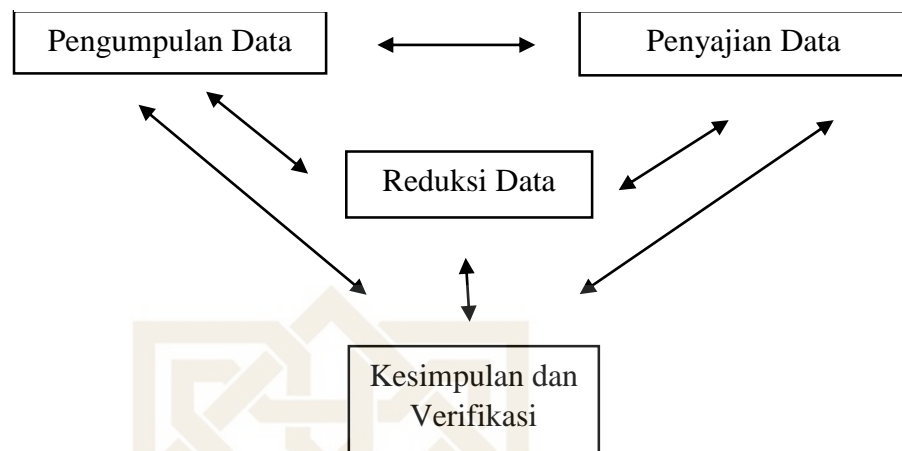 Pengumpulan Data
Penyajian Data
Reduksi Data
Kesimpulan dan
Verifikasi